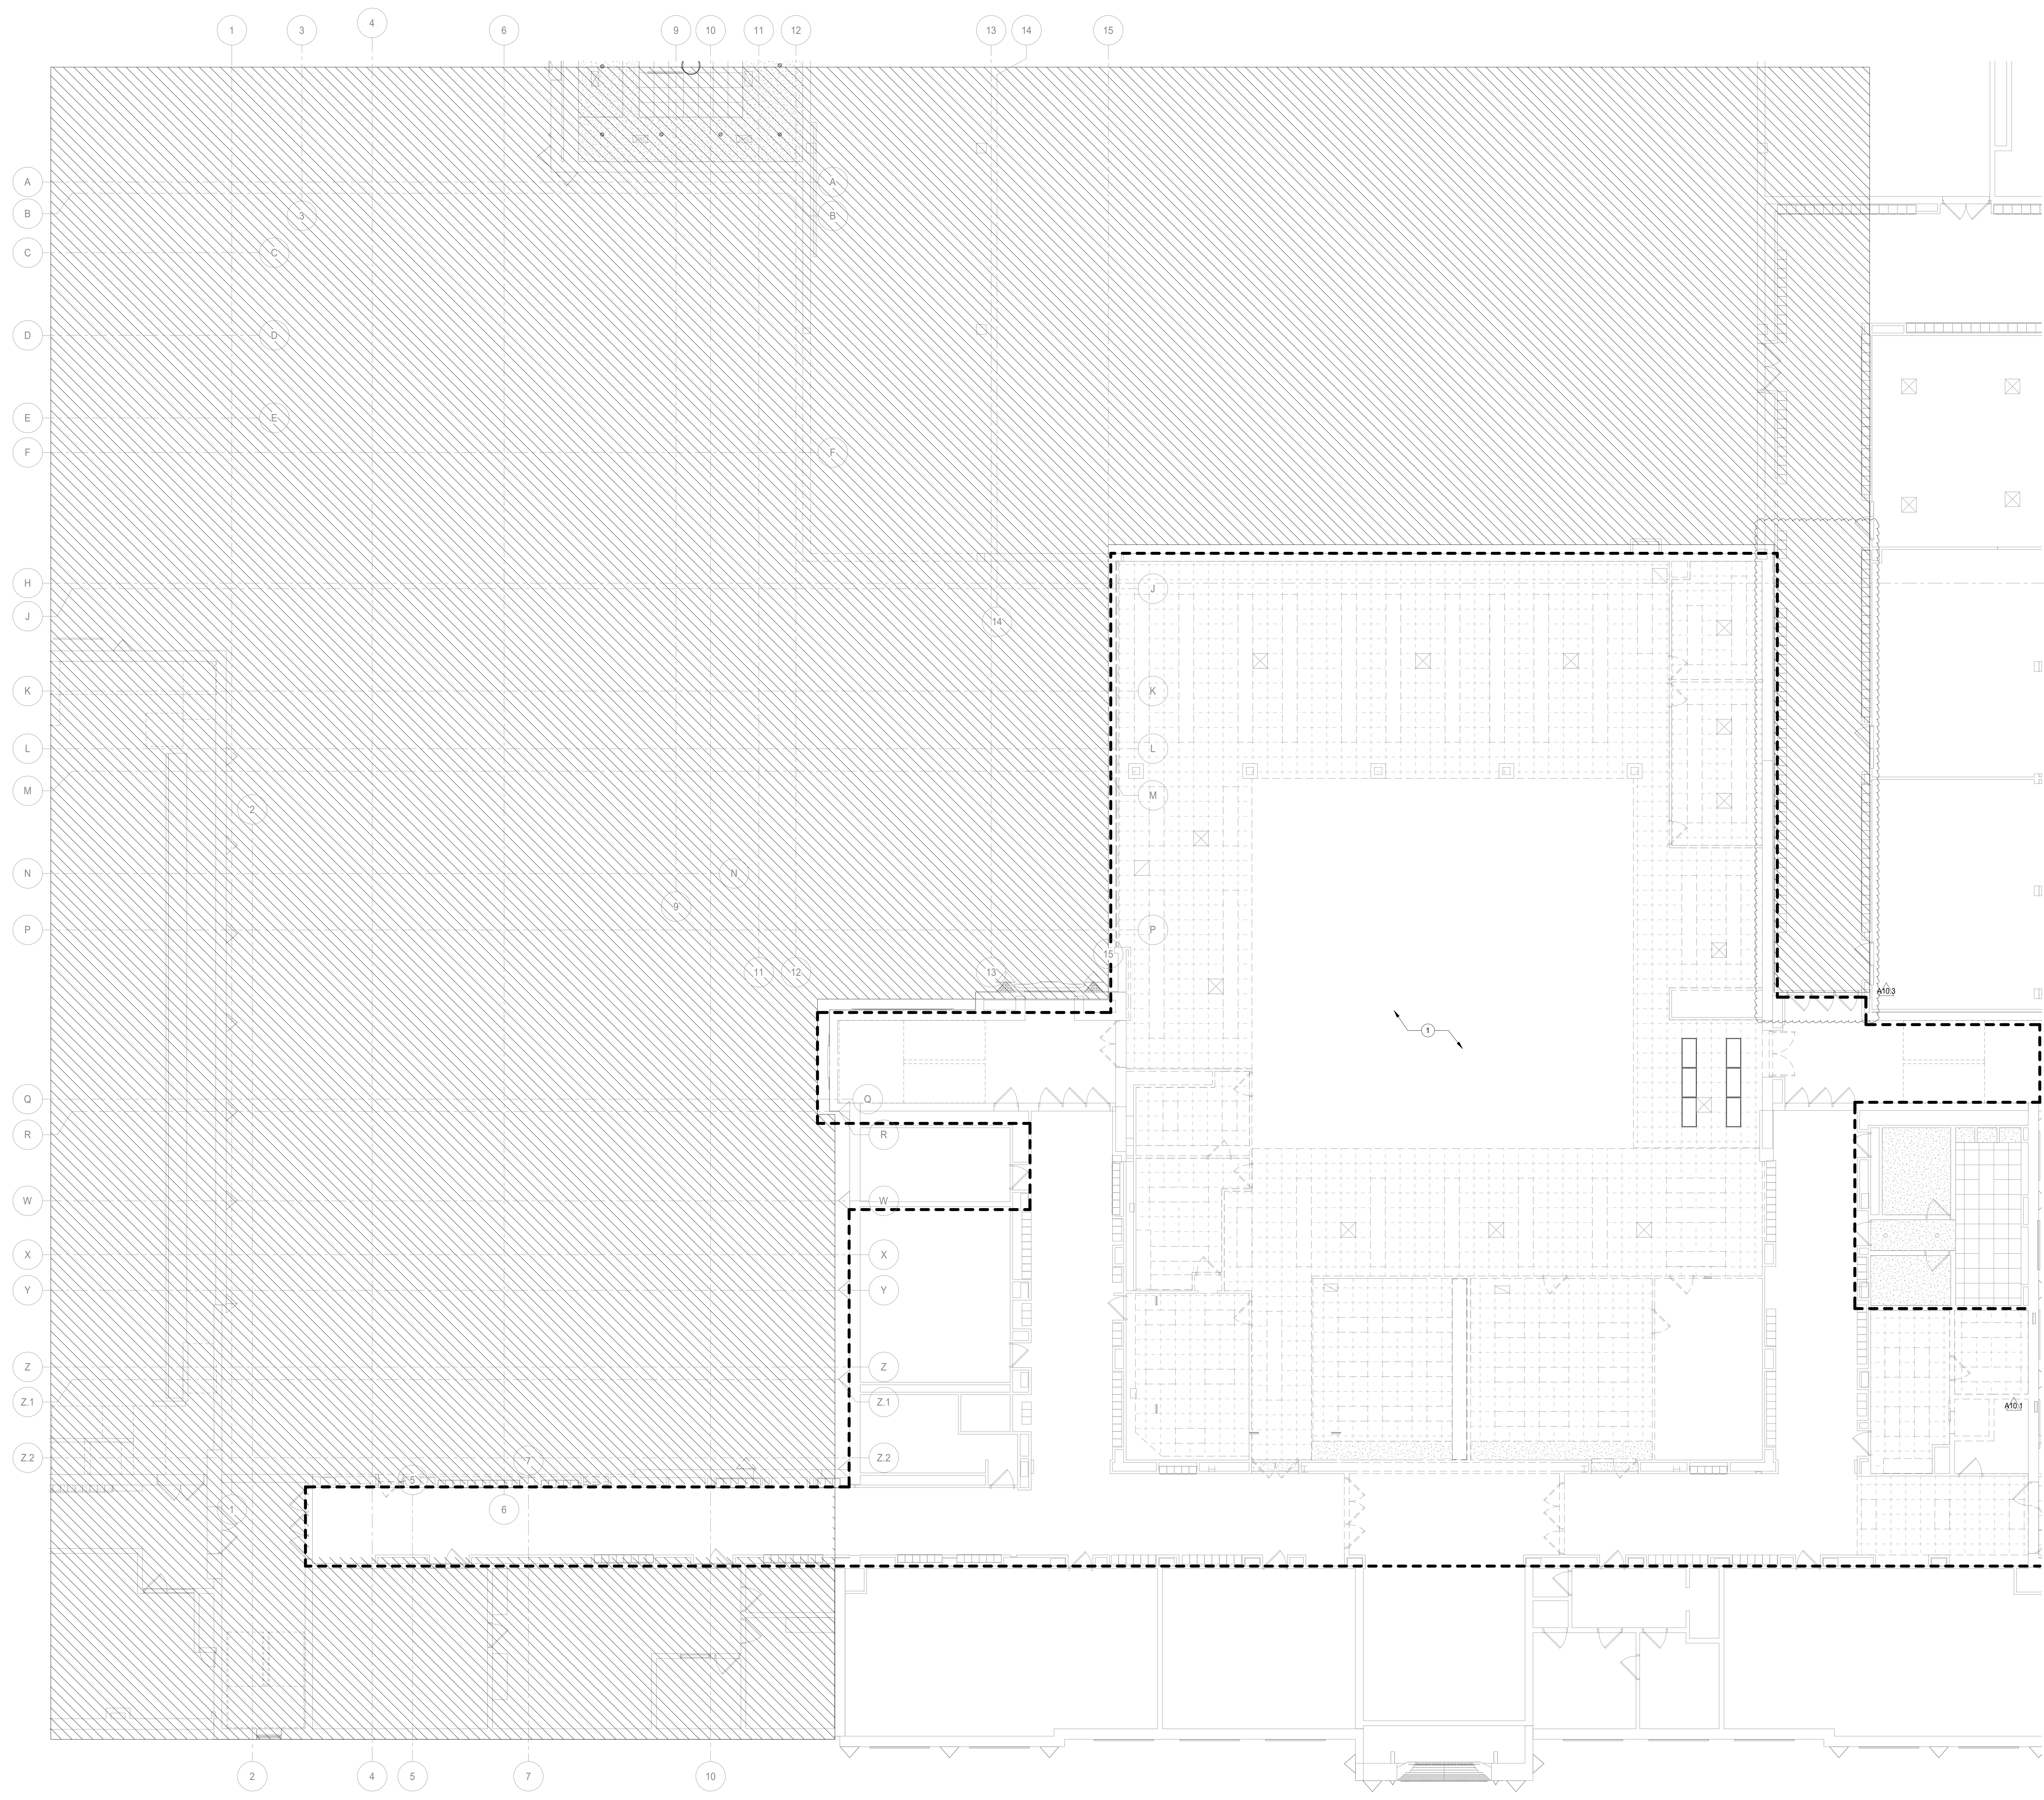 1 3 4 6 9 10 11 12 13 14 15
A A
B 3 B
C C
D D
E E
F F
H J
J 14
K K
L L
M 2 M
N N
P 9 P
11 12 13 15
A10.3
1
Q Q
R R
W W
X X
Y Y
Z Z
Z.1 Z.1
A10.1
Z.2 7 Z.2
5
1 6
2 4 5 7 10